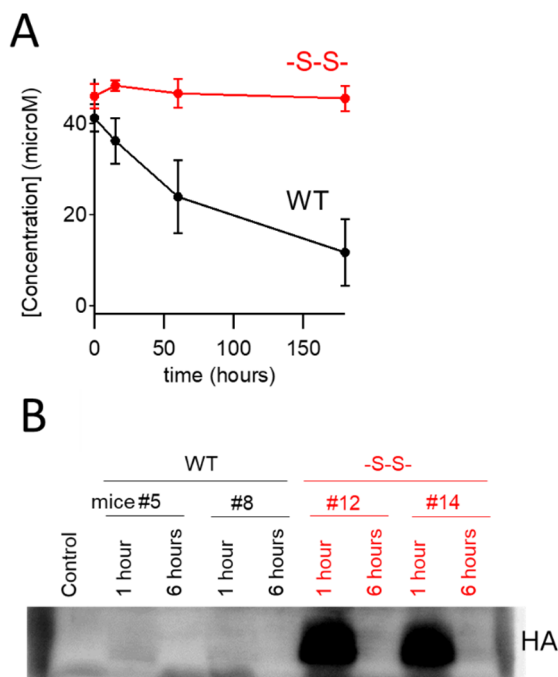 A
-S-S-
[Concentration] (microM)
40
20
0
WT
0 50 100 150
time (hours)
B
WT -S-S-
mice #5 #8 #12 #14
Control 1 hour 6 hours 1 hour 6 hours 1 hour 6 hours 1 hour 6 hours
HA